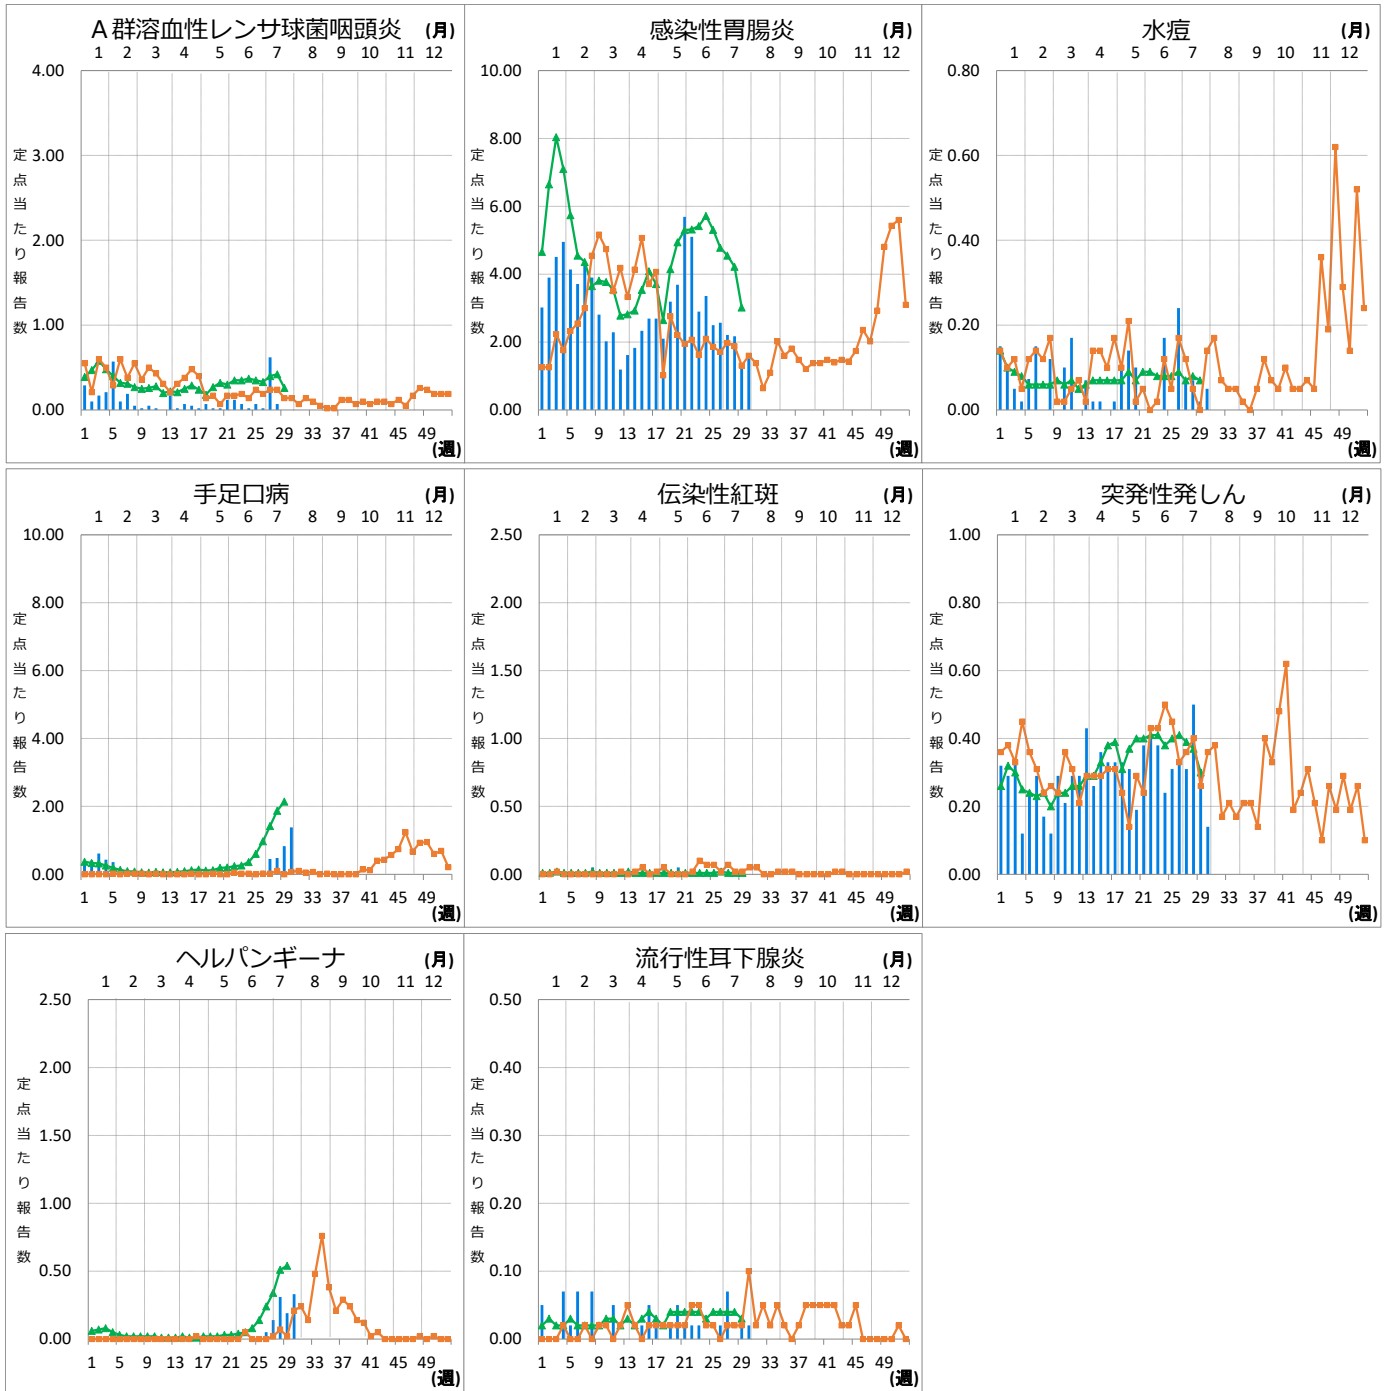 A群溶血性レンサ球菌咽頭炎 (月)
1 2 3 4 5 6 7 8 9 10 11 12
4.00
3.00
2.00
1.00
0.00
定点当たり報告数
1 5 9 13 17 21 25 29 33 37 41 45 49
(週)
感染性胃腸炎 (月)
1 2 3 4 5 6 7 8 9 10 11 12
10.00
8.00
6.00
4.00
2.00
0.00
定点当たり報告数
1 5 9 13 17 21 25 29 33 37 41 45 49
(週)
水痘 (月)
1 2 3 4 5 6 7 8 9 10 11 12
0.80
0.60
0.40
0.20
0.00
定点当たり報告数
1 5 9 13 17 21 25 29 33 37 41 45 49
(週)
手足口病 (月)
1 2 3 4 5 6 7 8 9 10 11 12
10.00
8.00
6.00
4.00
2.00
0.00
定点当たり報告数
1 5 9 13 17 21 25 29 33 37 41 45 49
(週)
伝染性紅斑 (月)
1 2 3 4 5 6 7 8 9 10 11 12
2.50
2.00
1.50
1.00
0.50
0.00
定点当たり報告数
1 5 9 13 17 21 25 29 33 37 41 45 49
(週)
突発性発しん (月)
1 2 3 4 5 6 7 8 9 10 11 12
1.00
0.80
0.60
0.40
0.20
0.00
定点当たり報告数
1 5 9 13 17 21 25 29 33 37 41 45 49
(週)
ヘルパンギーナ (月)
1 2 3 4 5 6 7 8 9 10 11 12
2.50
2.00
1.50
1.00
0.50
0.00
定点当たり報告数
1 5 9 13 17 21 25 29 33 37 41 45 49
(週)
流行性耳下腺炎 (月)
1 2 3 4 5 6 7 8 9 10 11 12
0.50
0.40
0.30
0.20
0.10
0.00
定点当たり報告数
1 5 9 13 17 21 25 29 33 37 41 45 49
(週)